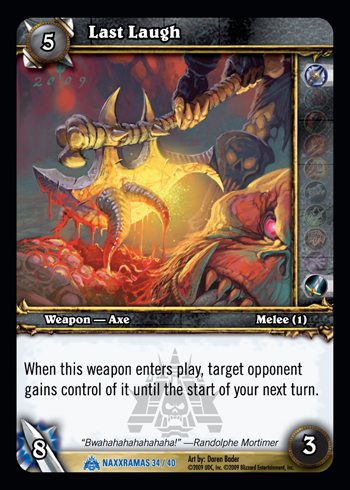 5
Last Laugh
2009
Weapon — Axe
Melee (1)
When this weapon enters play, target opponent
gains control of it until the start of your next turn.
8
3
“Bwahahahahahaha!” —Randolphe Mortimer
NAXXRAMAS 34 / 40
Art by: Daren Bader
©2009 UDC, Inc. ©2009 Blizzard Entertainment, Inc.